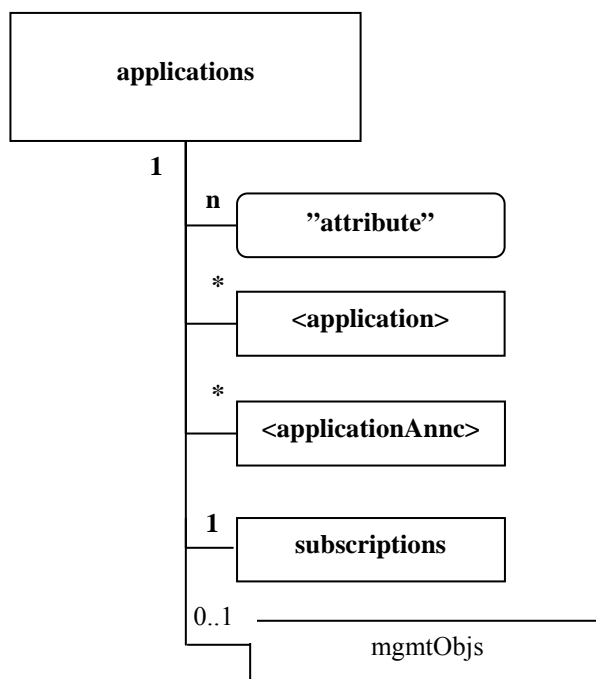 applications
1
n
”attribute”
*
<application>
*
<applicationAnnc>
1
subscriptions
0..1
mgmtObjs